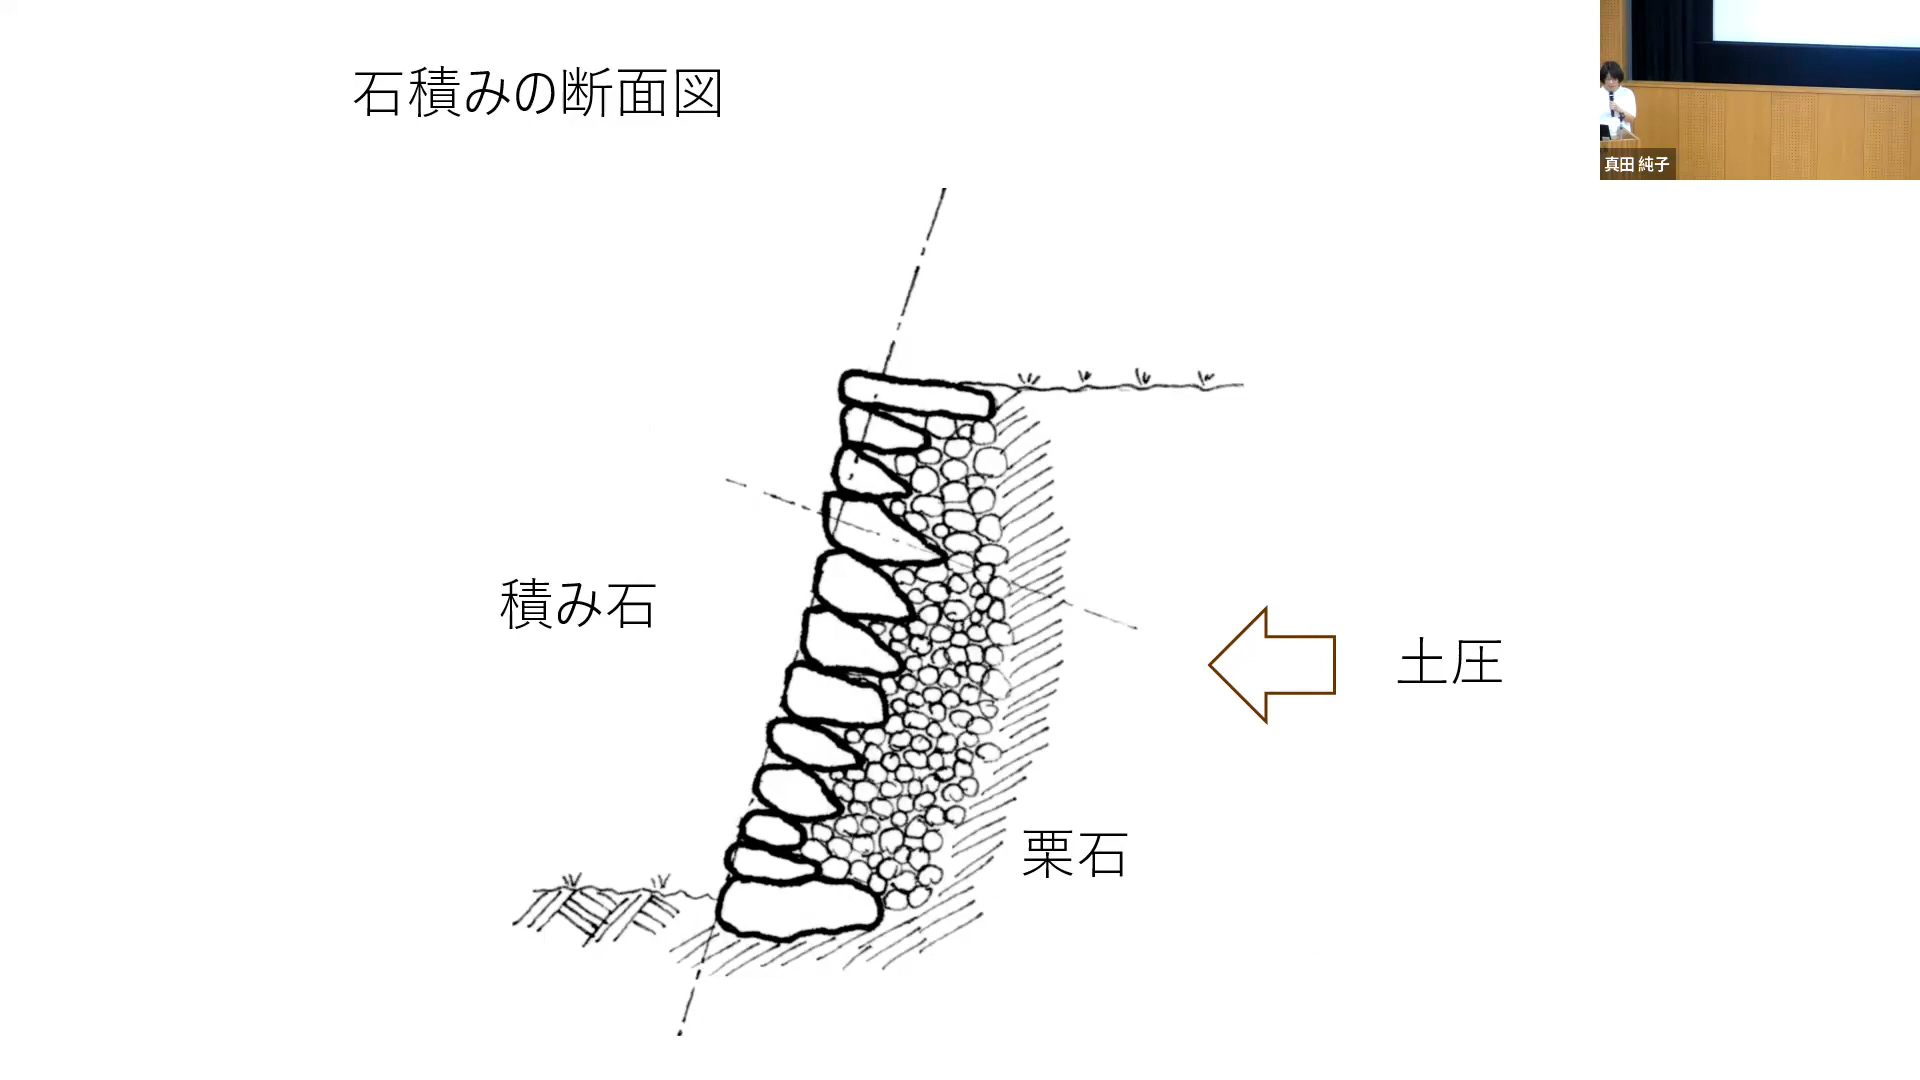 石積みの断面図
真田 純子
積み石
土圧
栗石